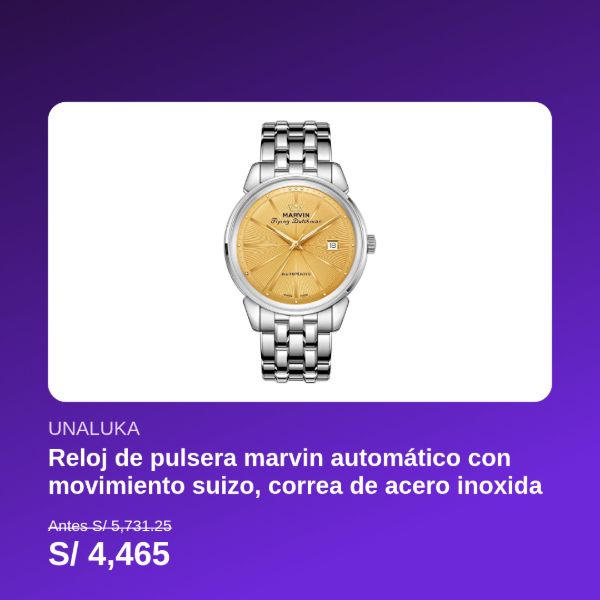 MARVIN
Flying Dutchman
18
AUTOMATIC
UNALUKA
Reloj de pulsera marvin automático con
movimiento suizo, correa de acero inoxida
Antes S/ 5,731.25
S/ 4,465